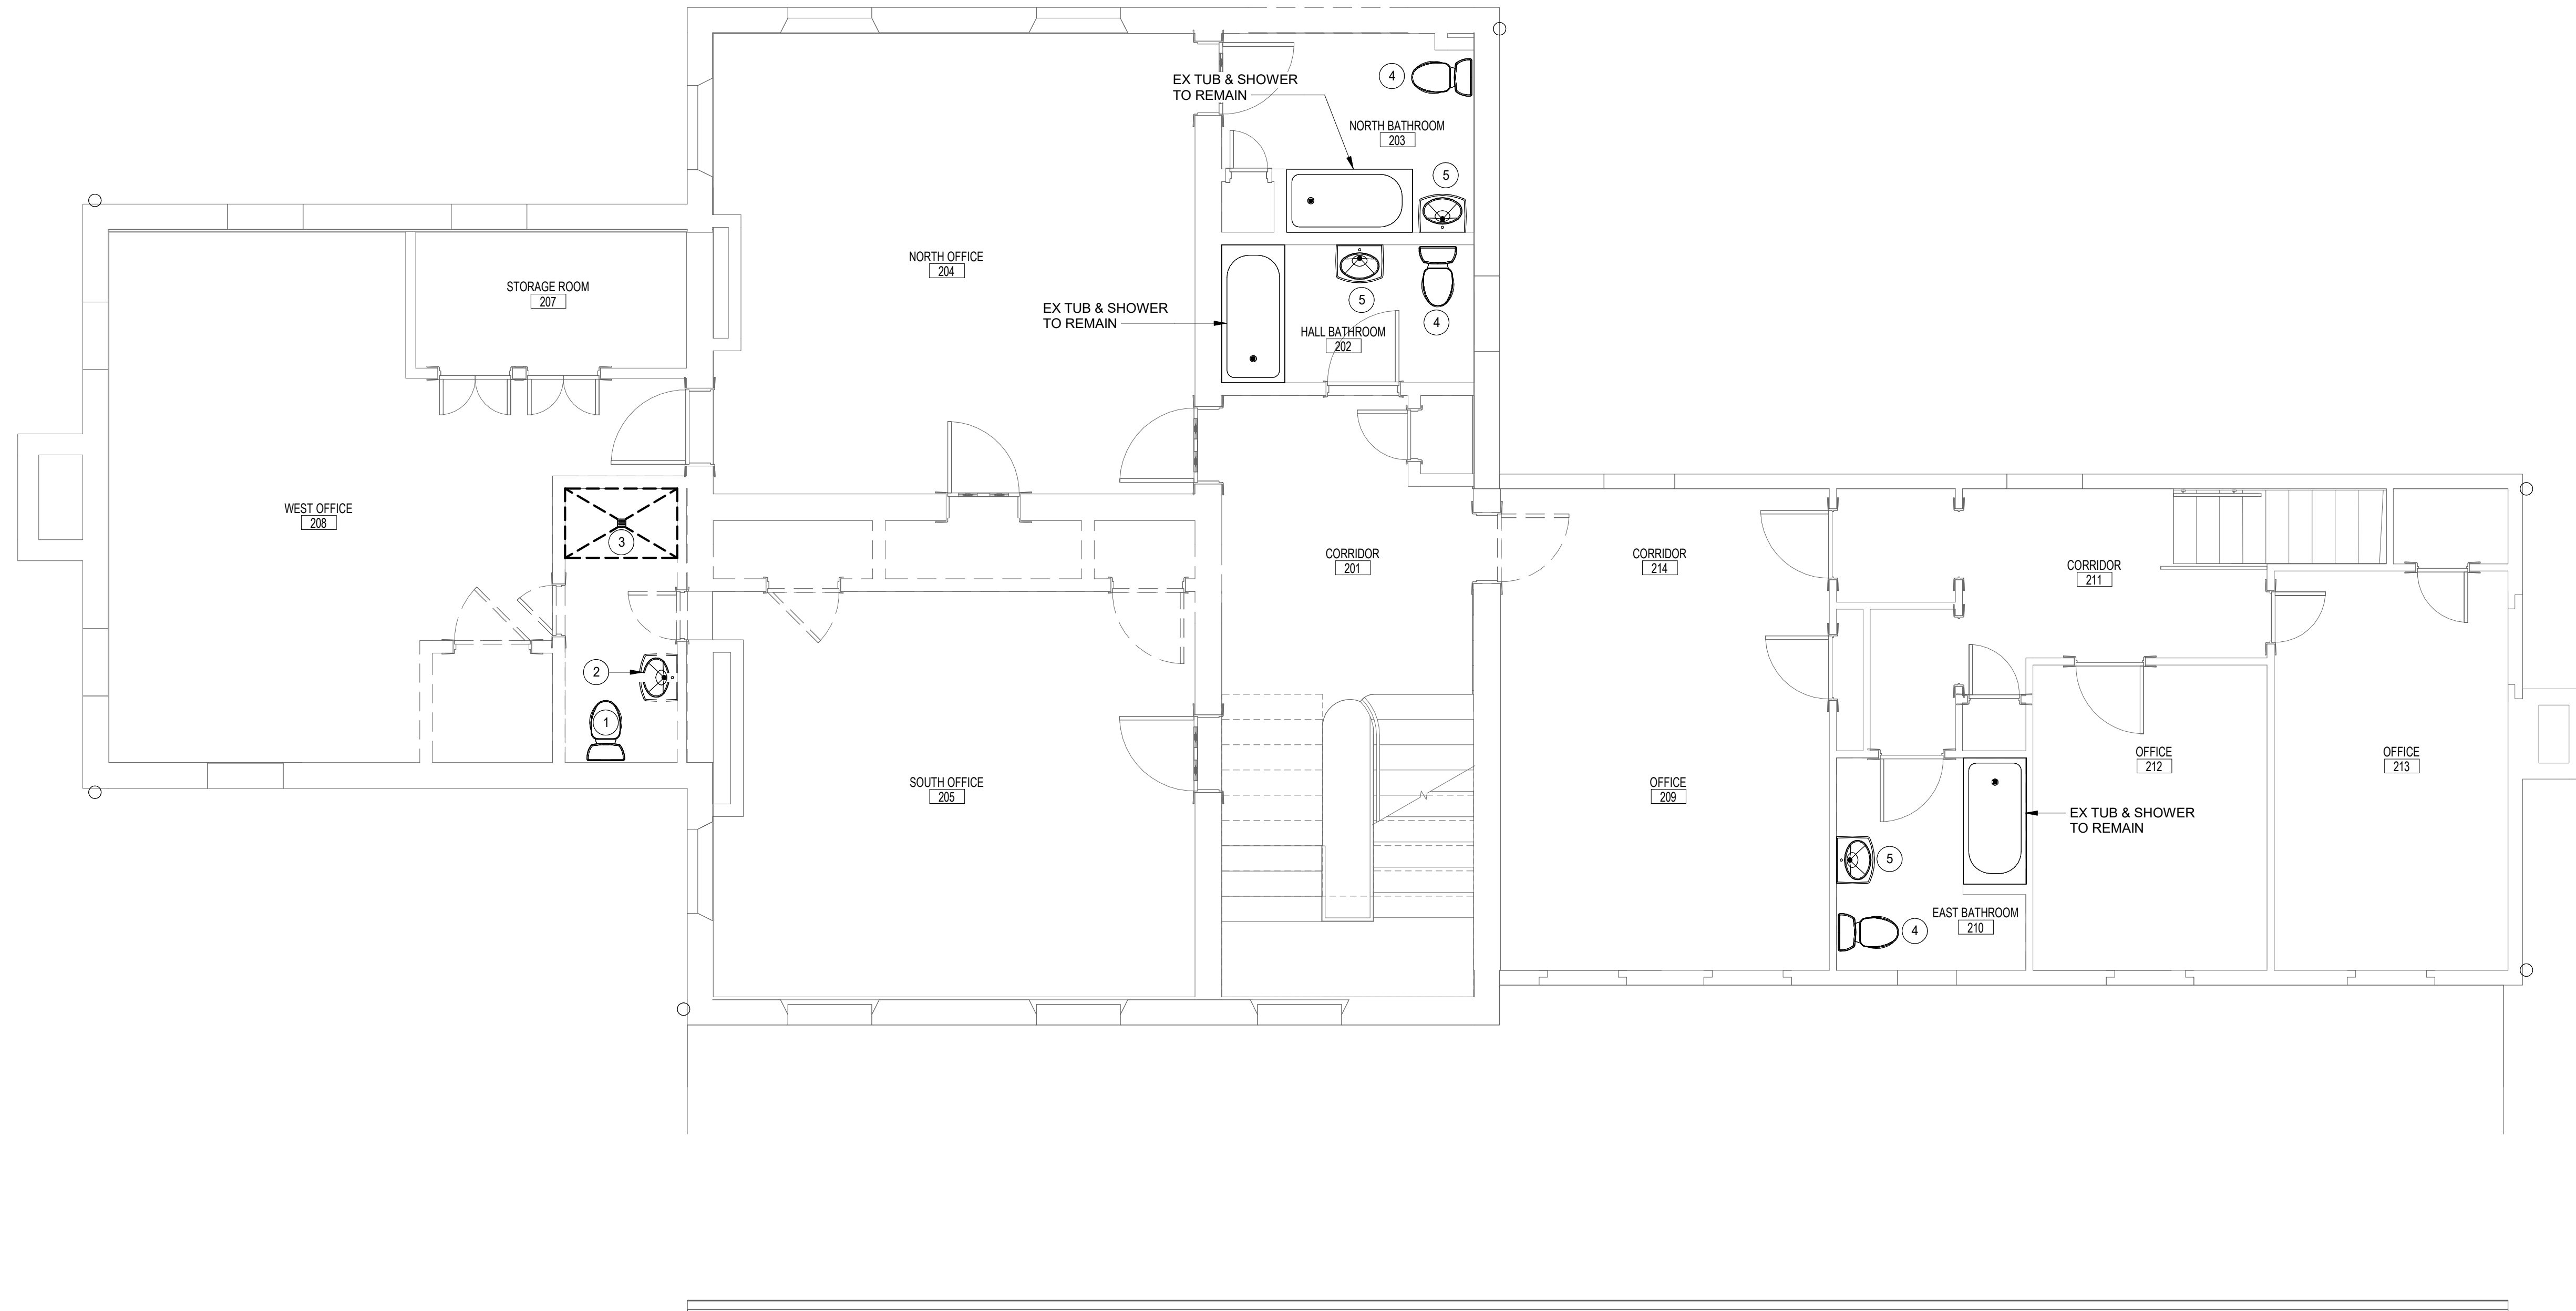 4
EX TUB & SHOWER
TO REMAIN
NORTH BATHROOM
203
5
NORTH OFFICE
204
STORAGE ROOM
207
EX TUB & SHOWER
TO REMAIN
5
4
HALL BATHROOM
202
WEST OFFICE
208
3
CORRIDOR
201
CORRIDOR
214
CORRIDOR
211
2
1
SOUTH OFFICE
205
OFFICE
209
OFFICE
212
OFFICE
213
EX TUB & SHOWER
TO REMAIN
5
EAST BATHROOM
210
4